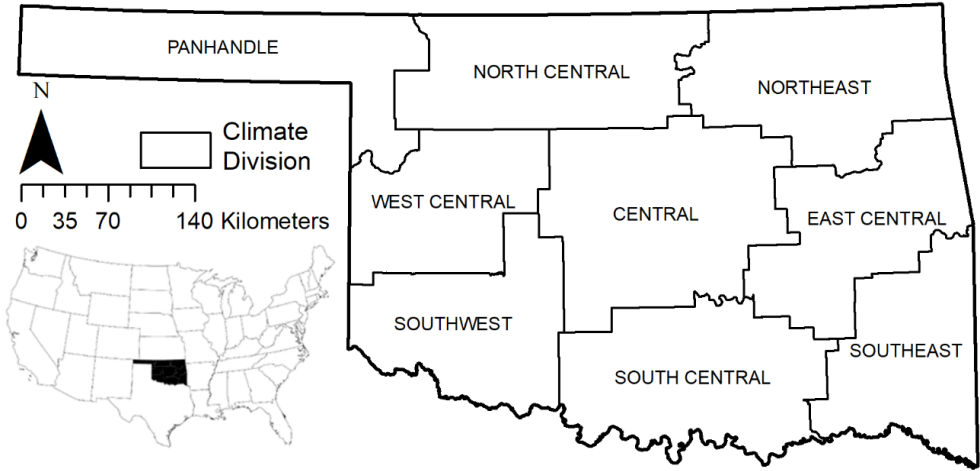 PANHANDLE
NORTH CENTRAL
NORTHEAST
N
Climate
Division
WEST CENTRAL
CENTRAL
EAST CENTRAL
0 35 70 140 Kilometers
SOUTHWEST
SOUTHEAST
SOUTH CENTRAL